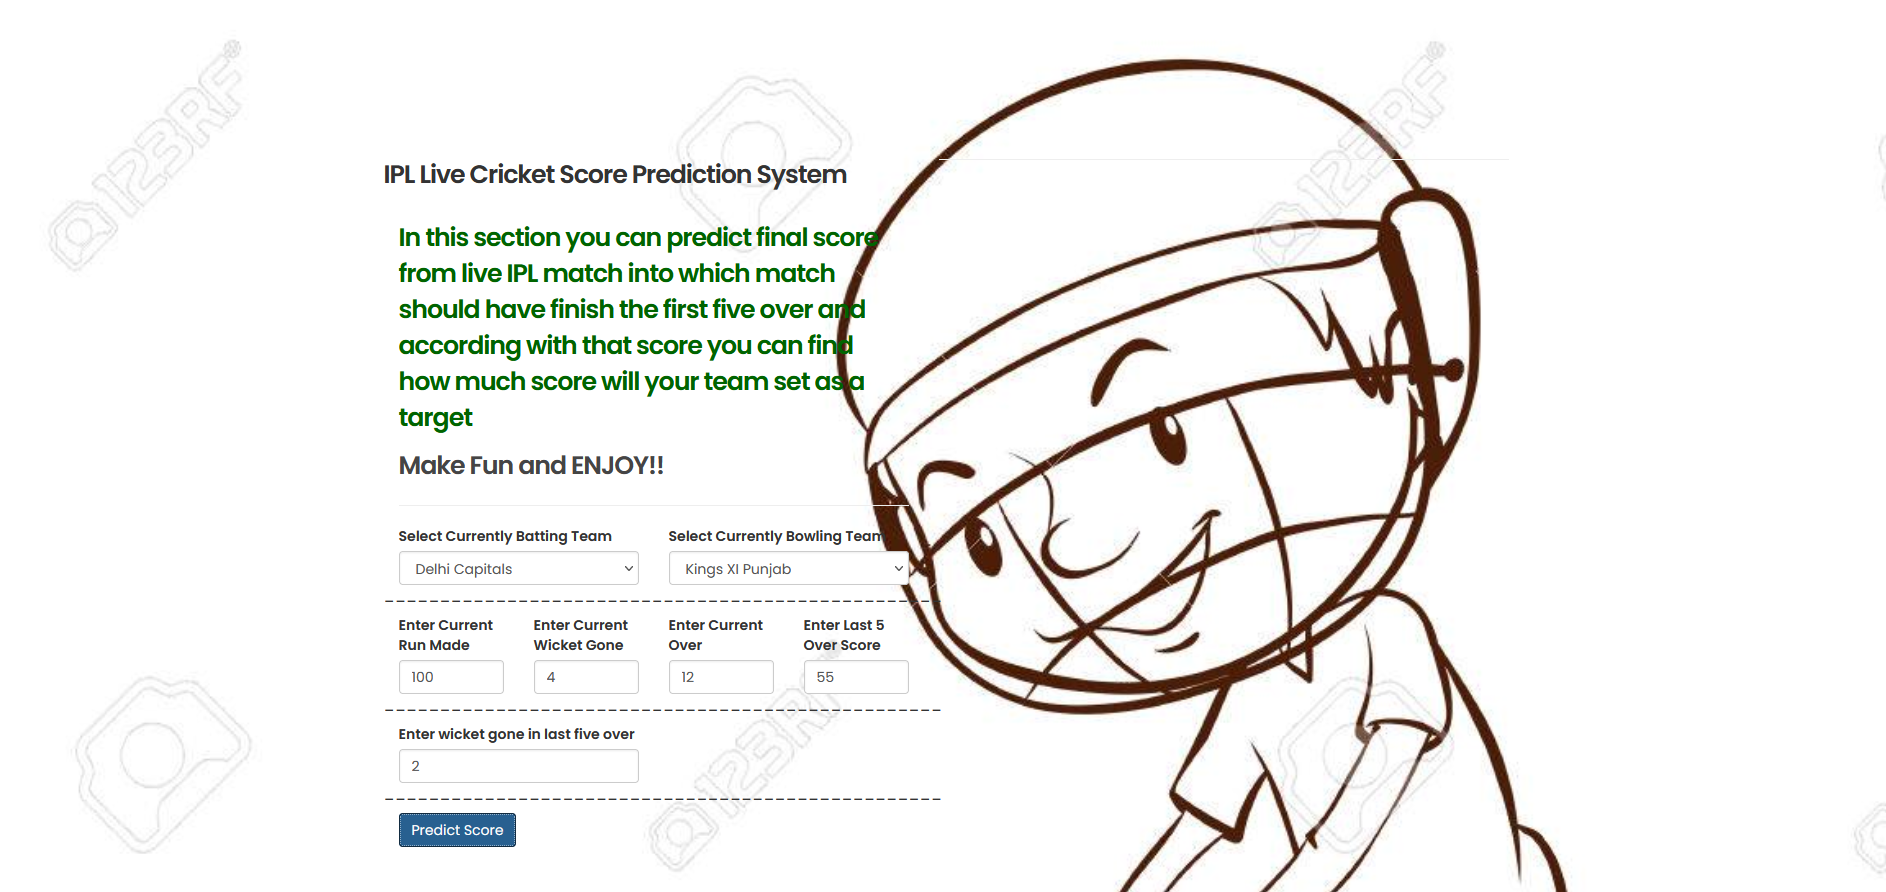 IPL Live Cricket Score Prediction System
In this section you can predict final score
from live IPL match into which match
should have finish the first five over and
according with that score you can find
how much score will your team set as a
target
Make Fun and ENJOY!!
Select Currently Batting Team
Select Currently Bowling Team
Delhi Capitals
Kings XI Punjab
Enter Current
Run Made
Enter Current
Wicket Gone
Enter Current
Over
Enter Last 5
Over Score
100
4
12
55
Enter wicket gone in last five over
2
Predict Score
123RF®
123RF®
123RF